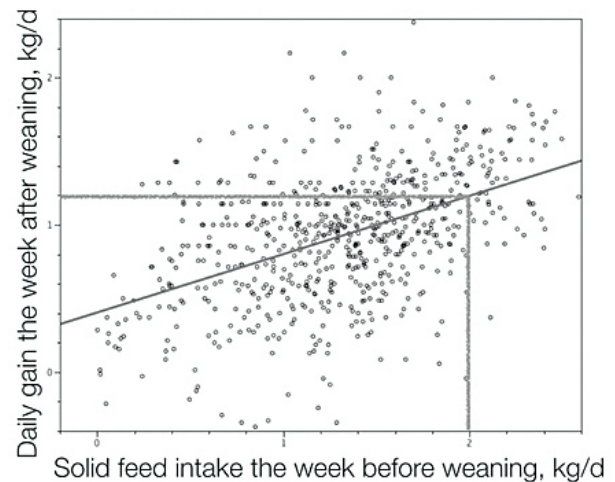 Daily gain the week after weaning, kg/d
2
1
0
0 1 2
Solid feed intake the week before weaning, kg/d